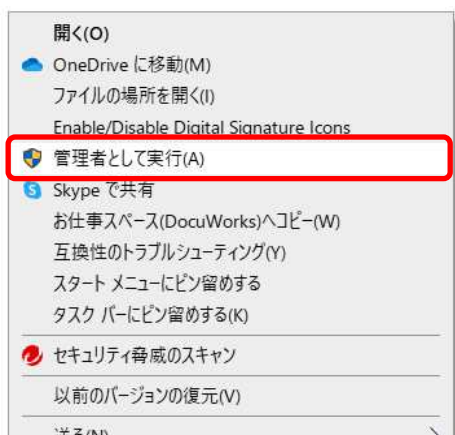 開く(O)
OneDrive に移動(M)
ファイルの場所を開く(I)
Enable/Disable Digital Signature Icons
管理者として実行(A)
Skype で共有
お仕事スペース(DocuWorks)へコピー(W)
互換性のトラブルシューティング(Y)
スタート メニューにピン留めする
タスク バーにピン留めする(K)
セキュリティ脅威のスキャン
以前のバージョンの復元(V)
送る(N)